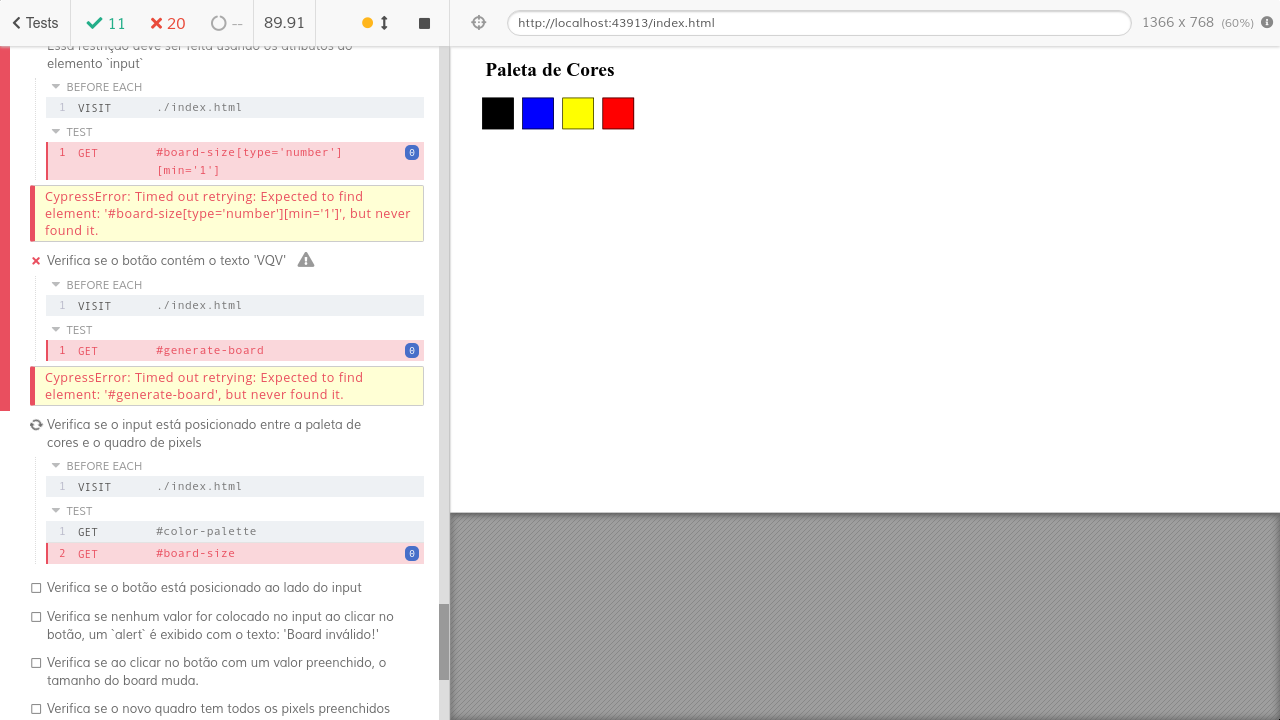 Tests 11 20 -- 89.91 http://localhost:43913/index.html 1366 x 768 (60%)
Essa restrição deve ser feita usando os atributos do
elemento `input`
BEFORE EACH
1 VISIT ./index.html
TEST
1 GET #board-size[type='number']
[min='1'] 0
CypressError: Timed out retrying: Expected to find
element: '#board-size[type='number'][min='1']', but never
found it.
Verifica se o botão contém o texto 'VQV'
BEFORE EACH
1 VISIT ./index.html
TEST
1 GET #generate-board 0
CypressError: Timed out retrying: Expected to find
element: '#generate-board', but never found it.
Verifica se o input está posicionado entre a paleta de
cores e o quadro de pixels
BEFORE EACH
1 VISIT ./index.html
TEST
1 GET #color-palette
2 GET #board-size 0
Verifica se o botão está posicionado ao lado do input
Verifica se nenhum valor for colocado no input ao clicar no
botão, um `alert` é exibido com o texto: 'Board inválido!'
Verifica se ao clicar no botão com um valor preenchido, o
tamanho do board muda.
Verifica se o novo quadro tem todos os pixels preenchidos
Paleta de Cores